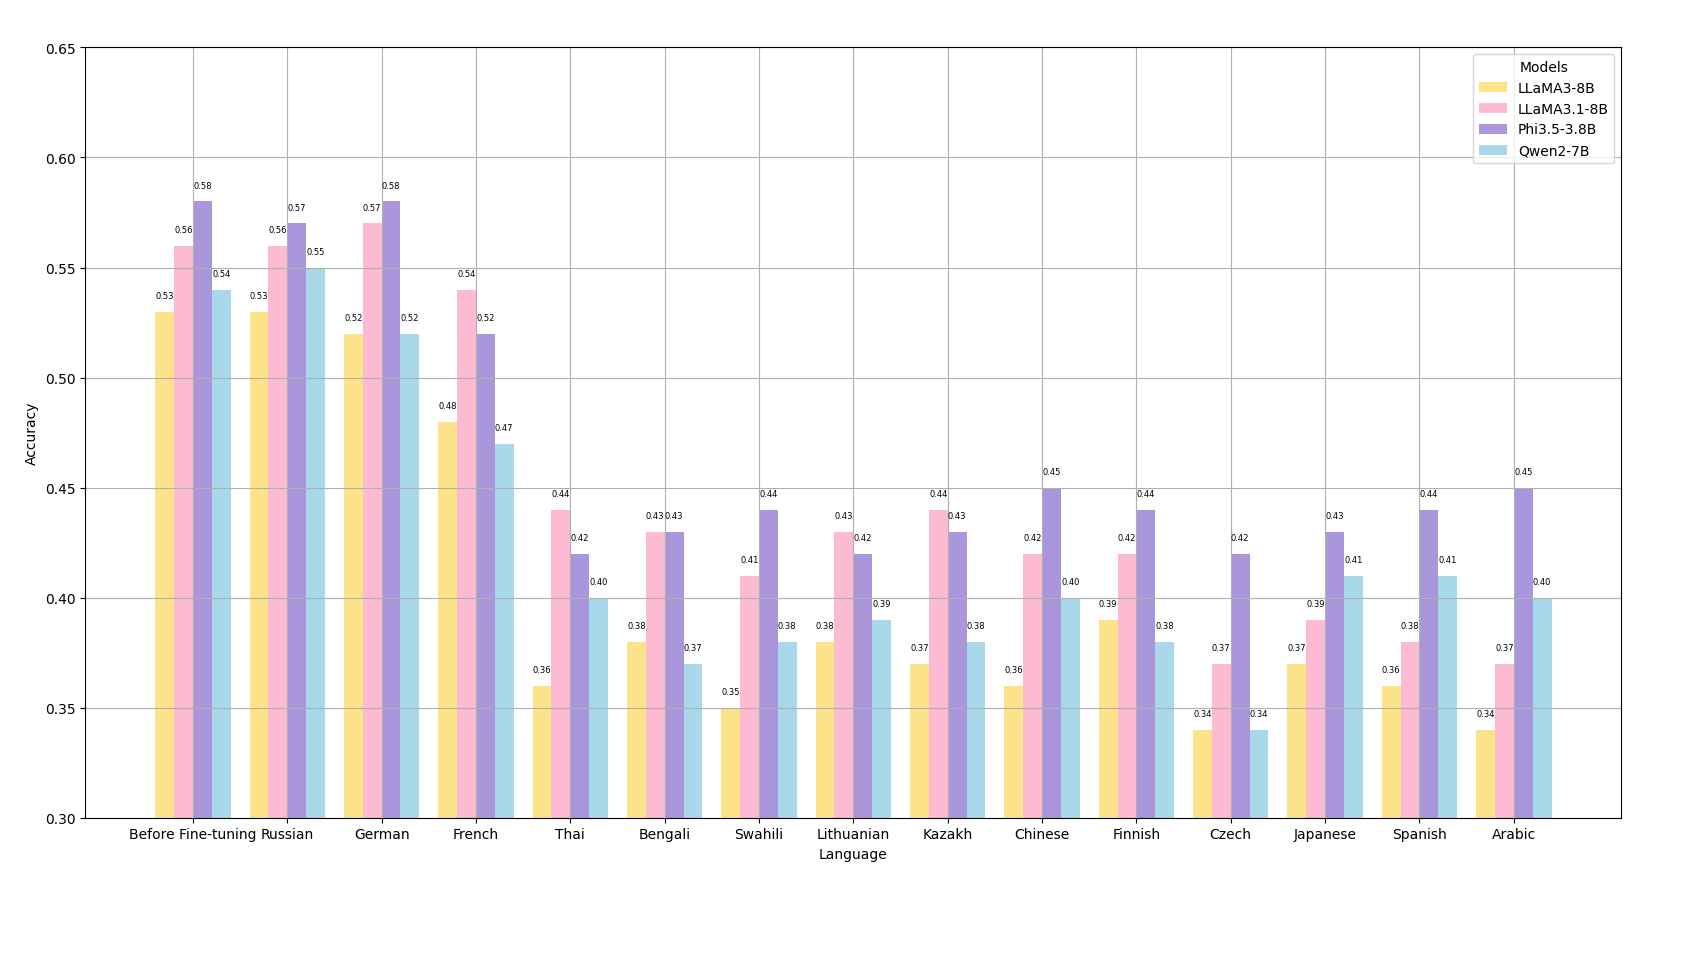 0.65
0.60
0.55
0.50
0.45
0.40
0.35
0.30
Accuracy
Models
LLaMA3-8B
LLaMA3.1-8B
Phi3.5-3.8B
Qwen2-7B
0.53 0.56 0.58 0.54
0.53 0.56 0.57 0.55
0.52 0.57 0.58 0.52
0.48 0.54 0.52 0.47
0.36 0.44 0.42 0.40
0.38 0.43 0.43 0.37
0.35 0.41 0.44 0.38
0.38 0.43 0.42 0.39
0.37 0.44 0.43 0.38
0.36 0.42 0.45 0.40
0.39 0.42 0.44 0.38
0.34 0.37 0.42 0.34
0.37 0.39 0.43 0.41
0.36 0.38 0.44 0.41
0.34 0.37 0.45 0.40
Before Fine-tuning Russian German French Thai Bengali Swahili Lithuanian Kazakh Chinese Finnish Czech Japanese Spanish Arabic
Language